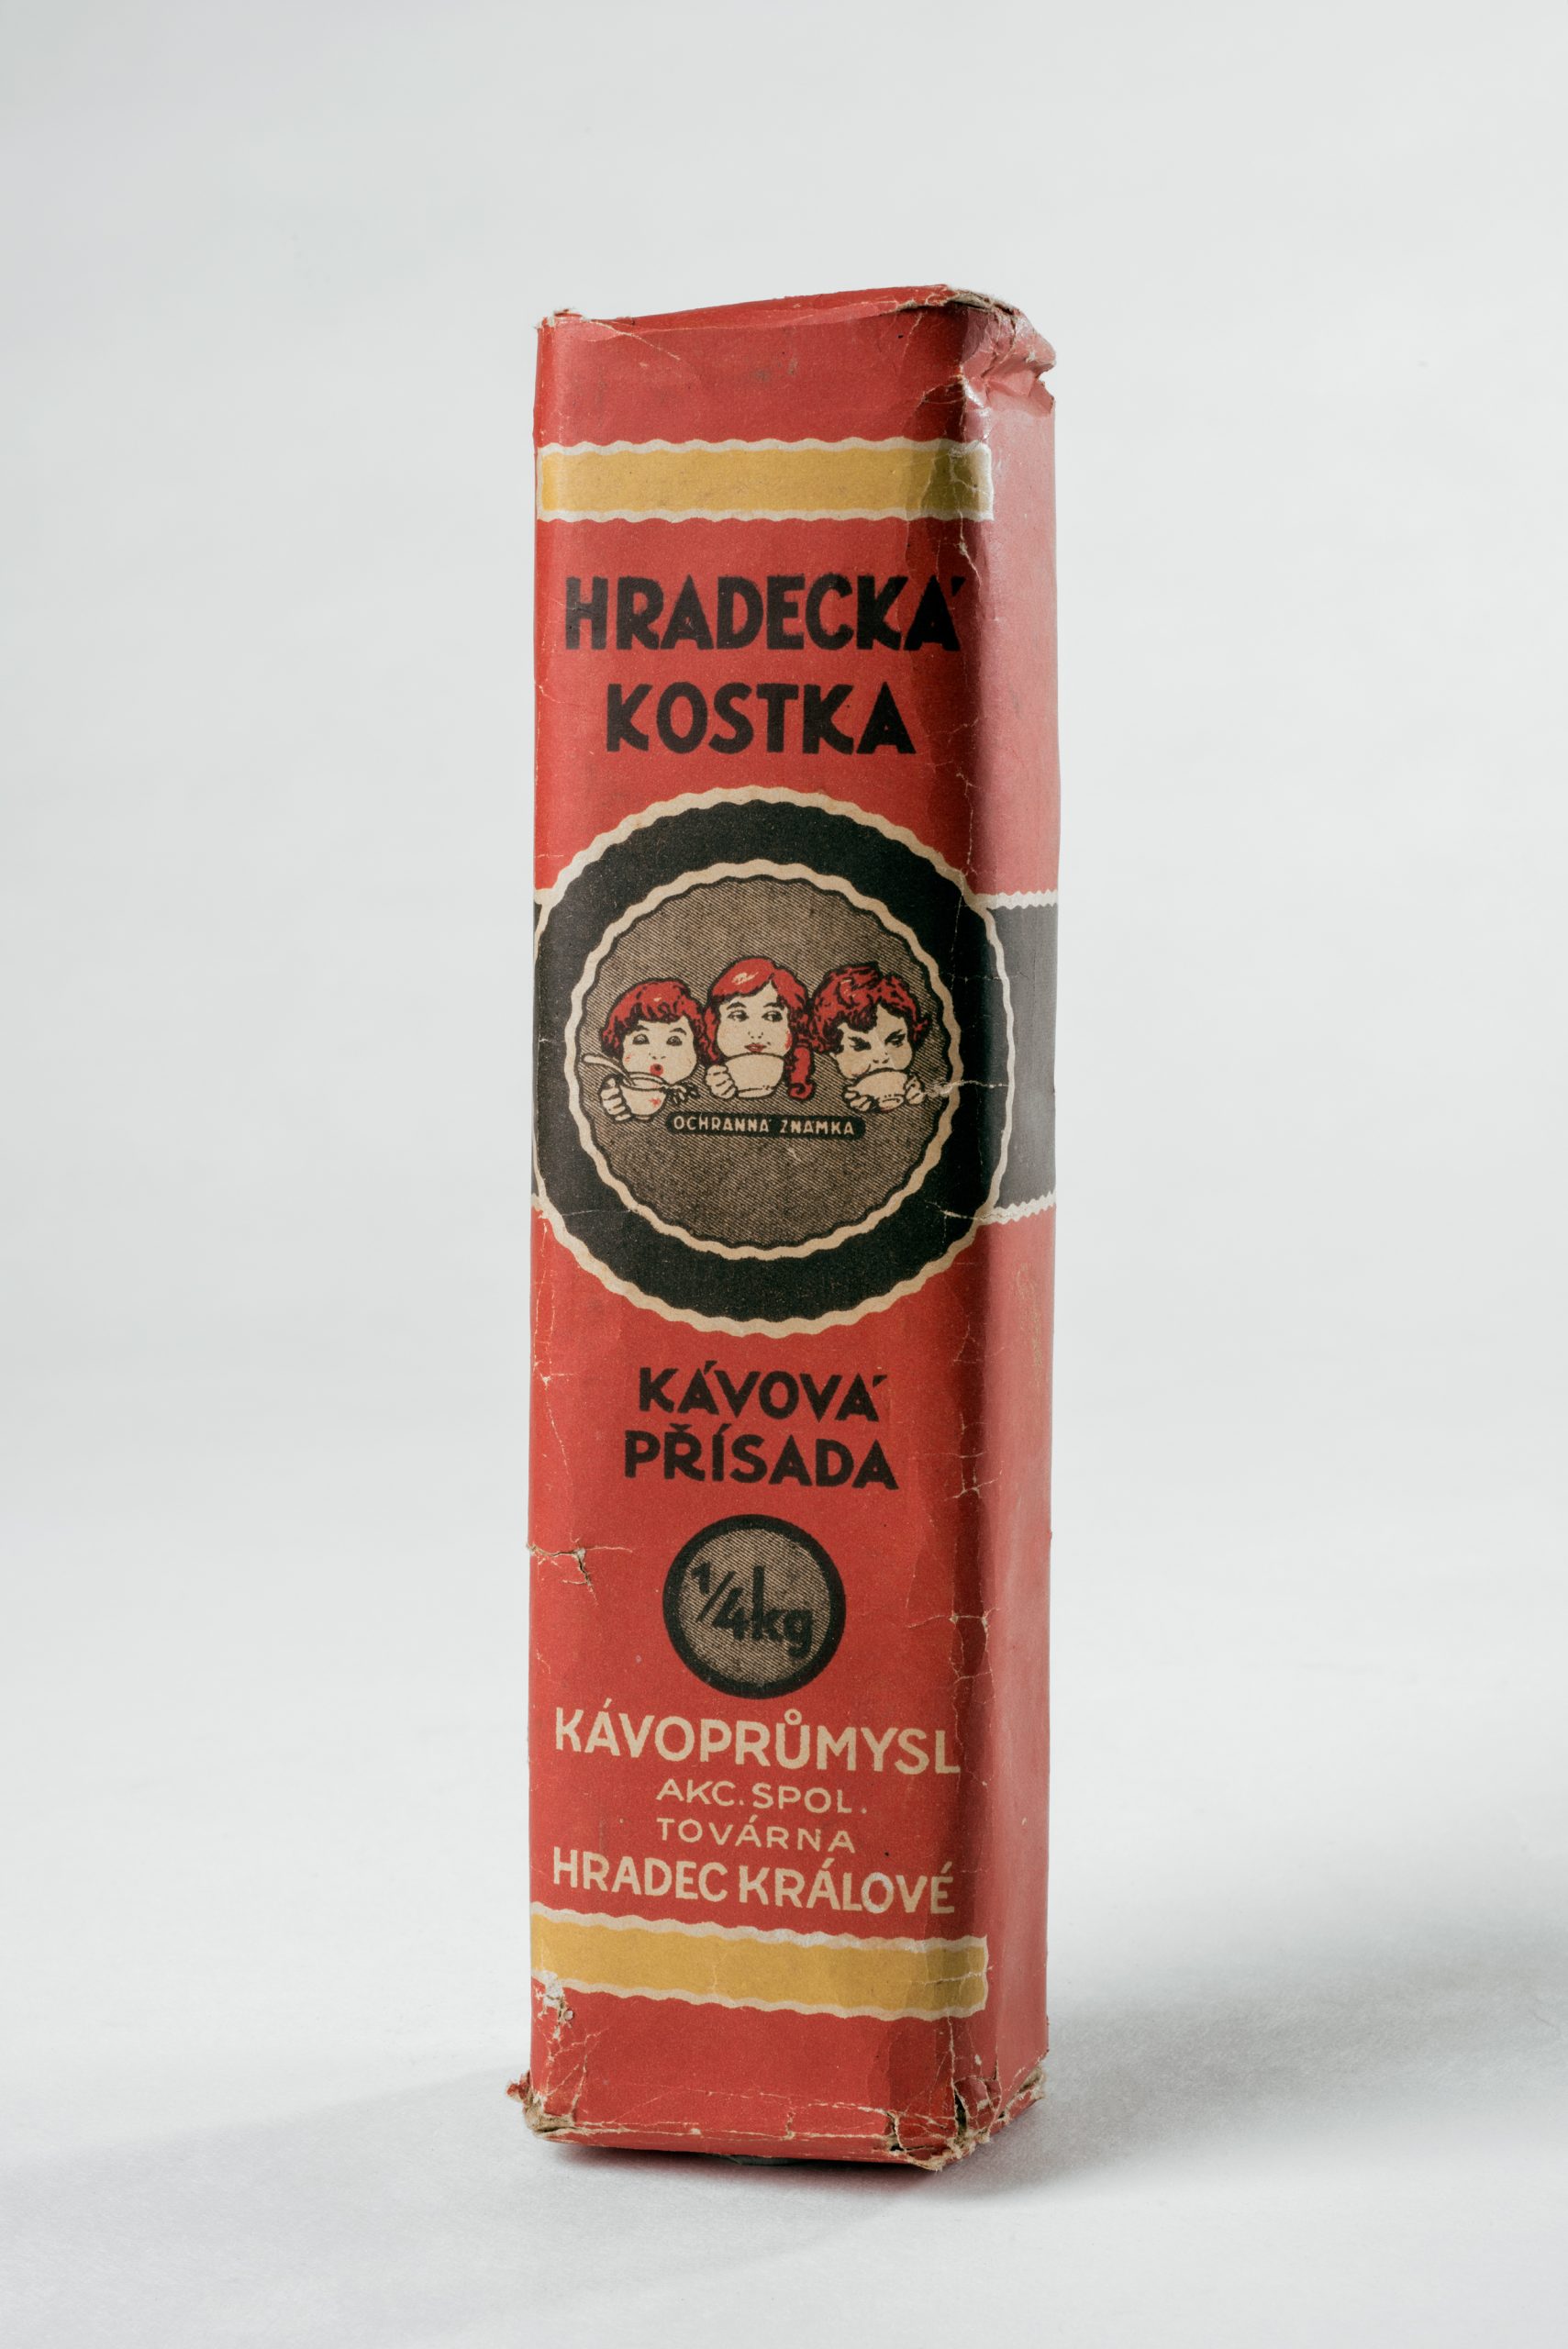 HRADECKÁ
KOSTKA
OCHRANNÁ ZNÁMKA
KÁVOVÁ
PŘÍSADA
1/4kg
KÁVOPRŮMYSL
AKC. SPOL.
TOVÁRNA
HRADEC KRÁLOVÉ